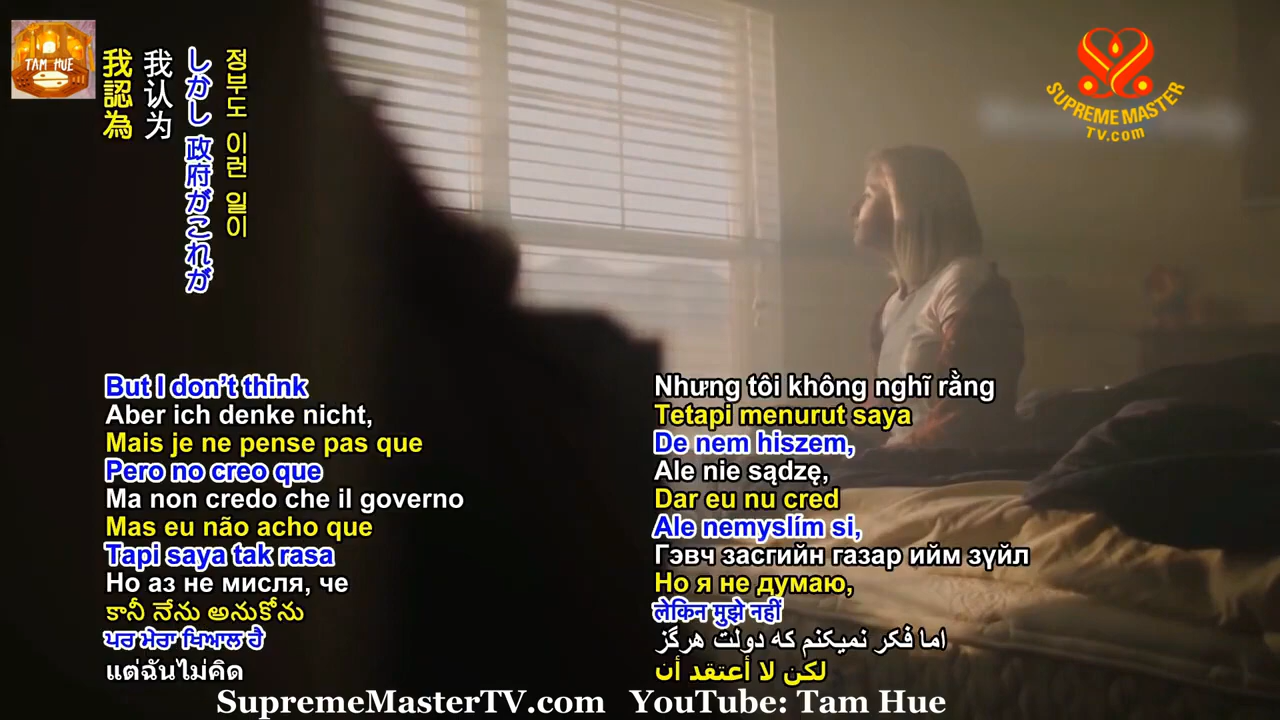 TAM HUE
我認為
我认为
しかし 政府がこれが
정부도 이런 일이
SUPREME MASTER
TV.com
But I don’t think
Aber ich denke nicht,
Mais je ne pense pas que
Pero no creo que
Ma non credo che il governo
Mas eu não acho que
Tapi saya tak rasa
Но аз не мисля, че
కానీ నేను అనుకోను
ਪਰ ਮੇਰਾ ਖਿਆਲ ਹੈ
แต่ฉันไม่คิด
Nhưng tôi không nghĩ rằng
Tetapi menurut saya
De nem hiszem,
Ale nie sądzę,
Dar eu nu cred
Ale nemyslím si,
Гэвч засгийн газар ийм зүйл
Но я не думаю,
लेकिन मुझे नहीं
اما فکر نمیکنم که دولت هرگز
لكن لا أعتقد أن
SupremeMasterTV.com YouTube: Tam Hue